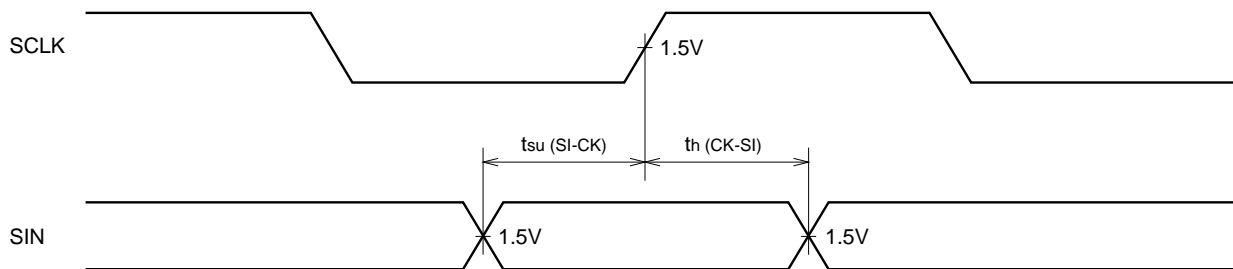 SCLK
1.5V
tsu (SI-CK)
th (CK-SI)
SIN
1.5V
1.5V